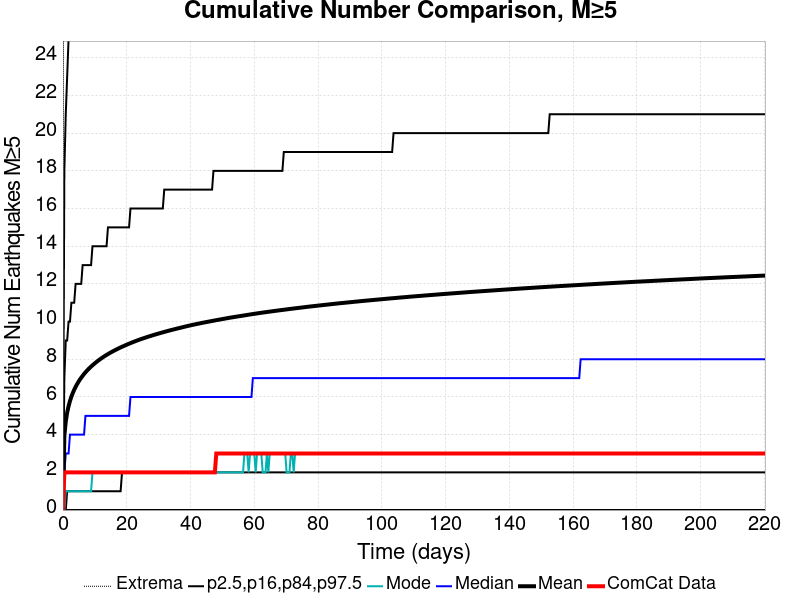 Cumulative Number Comparison, M≥5
Cumulative Num Earthquakes M≥5
24
22
20
18
16
14
12
10
8
6
4
2
0
0 20 40 60 80 100 120 140 160 180 200 220
Time (days)
Extrema p2.5,p16,p84,p97.5 Mode Median Mean ComCat Data